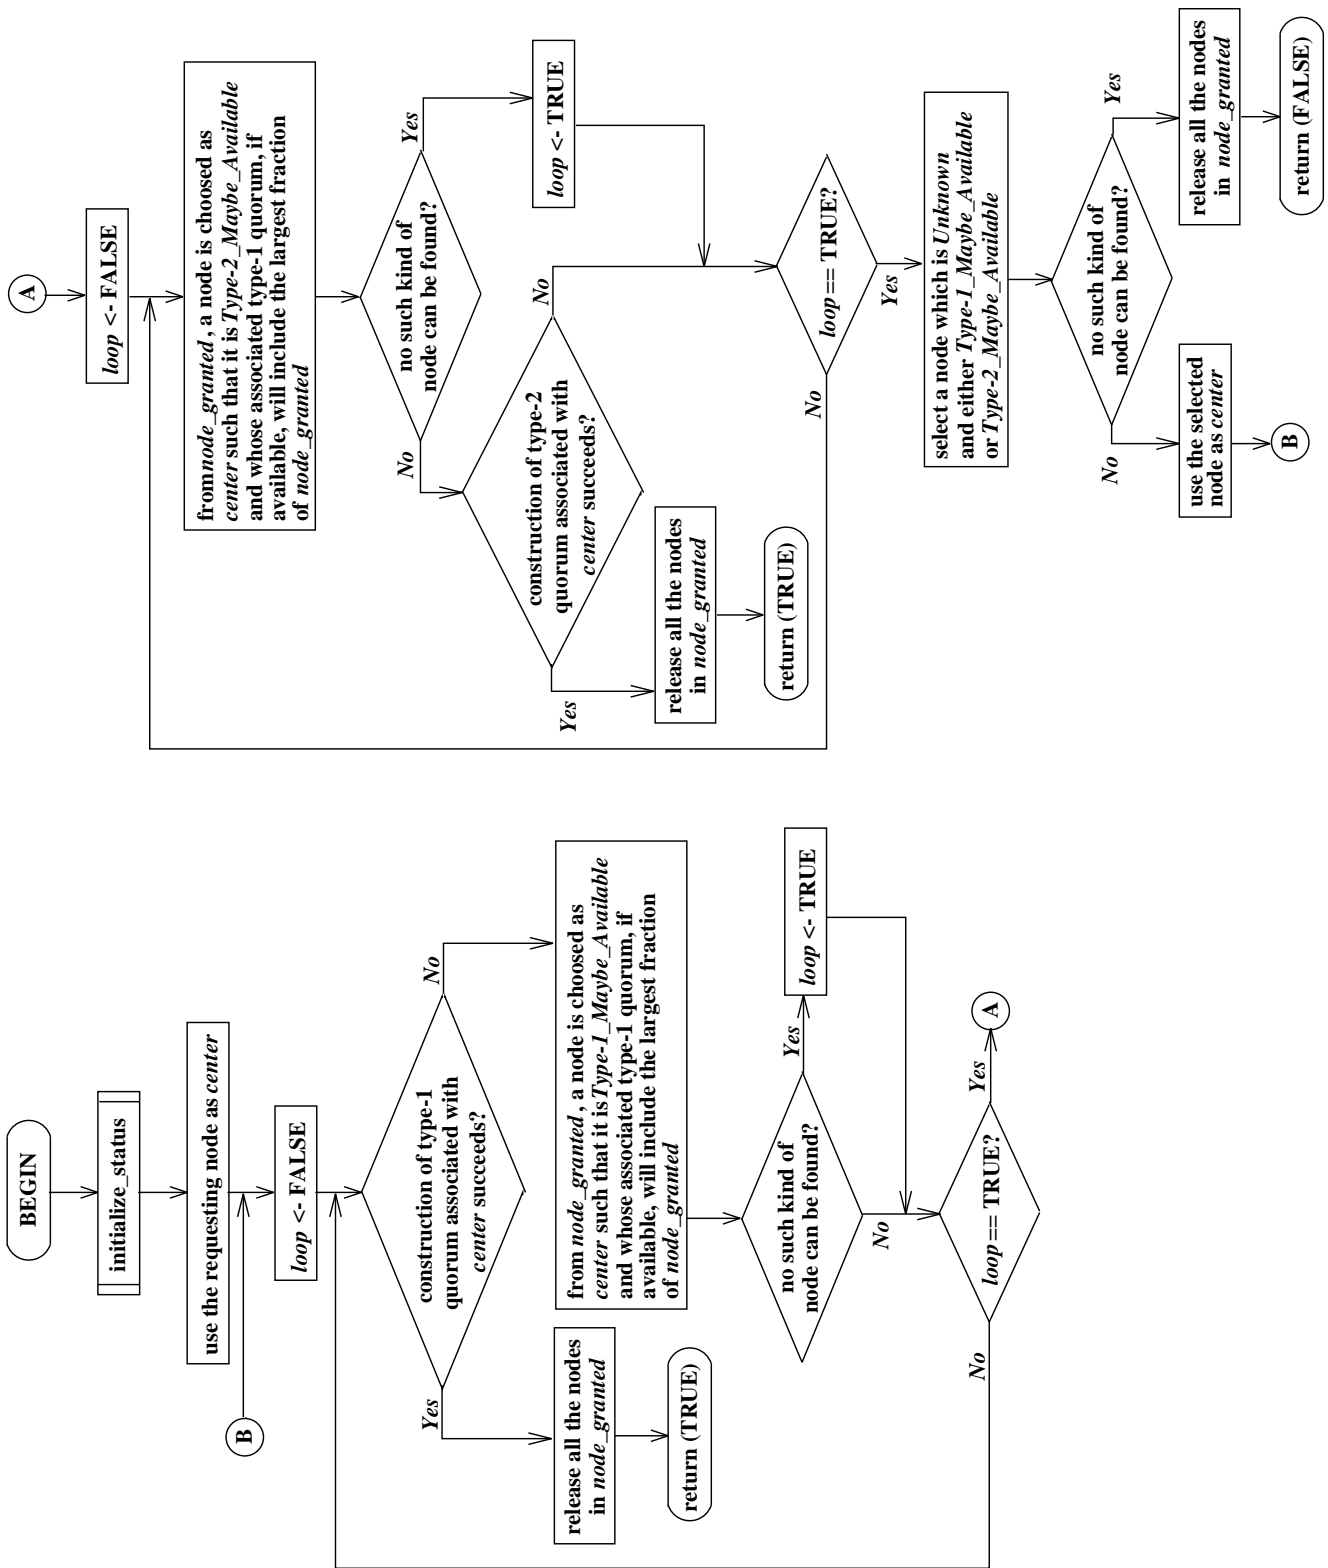 BEGIN
initialize_status
use the requesting node as center
B
loop <- FALSE
construction of type-1
quorum associated with
center succeeds?
Yes
No
release all the nodes
in node_granted
return (TRUE)
from node_granted, a node is choosed as
center such that it is Type-1_Maybe_Available
and whose associated type-1 quorum, if
available, will include the largest fraction
of node_granted
no such kind of
node can be found?
Yes
No
loop <- TRUE
loop == TRUE?
No
Yes
A
A
loop <- FALSE
from node_granted, a node is choosed as
center such that it is Type-2_Maybe_Available
and whose associated type-1 quorum, if
available, will include the largest fraction
of node_granted
no such kind of
node can be found?
No
Yes
loop <- TRUE
construction of type-2
quorum associated with
center succeeds?
Yes
No
release all the nodes
in node_granted
return (TRUE)
loop == TRUE?
No
Yes
select a node which is Unknown
and either Type-1_Maybe_Available
or Type-2_Maybe_Available
no such kind of
node can be found?
No
Yes
use the selected
node as center
B
release all the nodes
in node_granted
return (FALSE)